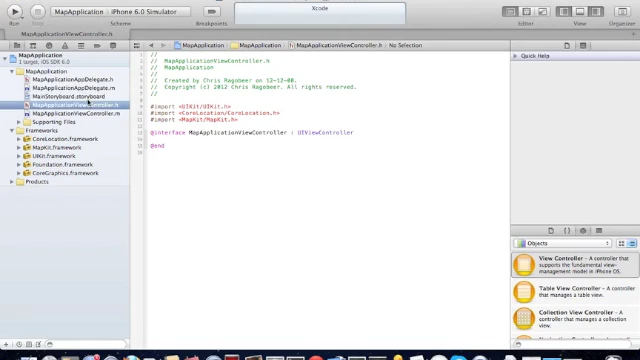 MapApplicationViewController.h
MapApplication
iPhone 6.0 Simulator
Xcode
Run
Stop
Scheme
Breakpoints
Editor
View
Organizer
MapApplicationViewController.h
MapApplication
1 target, iOS SDK 6.0
MapApplication
MapApplicationAppDelegate.h
MapApplicationAppDelegate.m
MainStoryboard.storyboard
MapApplicationViewController.h
MapApplicationViewController.m
Supporting Files
Frameworks
CoreLocation.framework
MapKit.framework
UIKit.framework
Foundation.framework
CoreGraphics.framework
Products
MapApplication
MapApplication
MapApplicationViewController.h
No Selection
//
// MapApplicationViewController.h
// MapApplication
//
// Created by Chris Ragobeer on 12-12-08.
// Copyright (c) 2012 Chris Ragobeer. All rights reserved.
//
#import <UIKit/UIKit.h>
#import <CoreLocation/CoreLocation.h>
#import <MapKit/MapKit.h>
@interface MapApplicationViewController : UIViewController
@end
Quick Help
Objects
View Controller - A controller that supports the fundamental view-management model in iPhone OS.
Table View Controller - A controller that manages a table view.
Collection View Controller - A controller that manages a collection view.